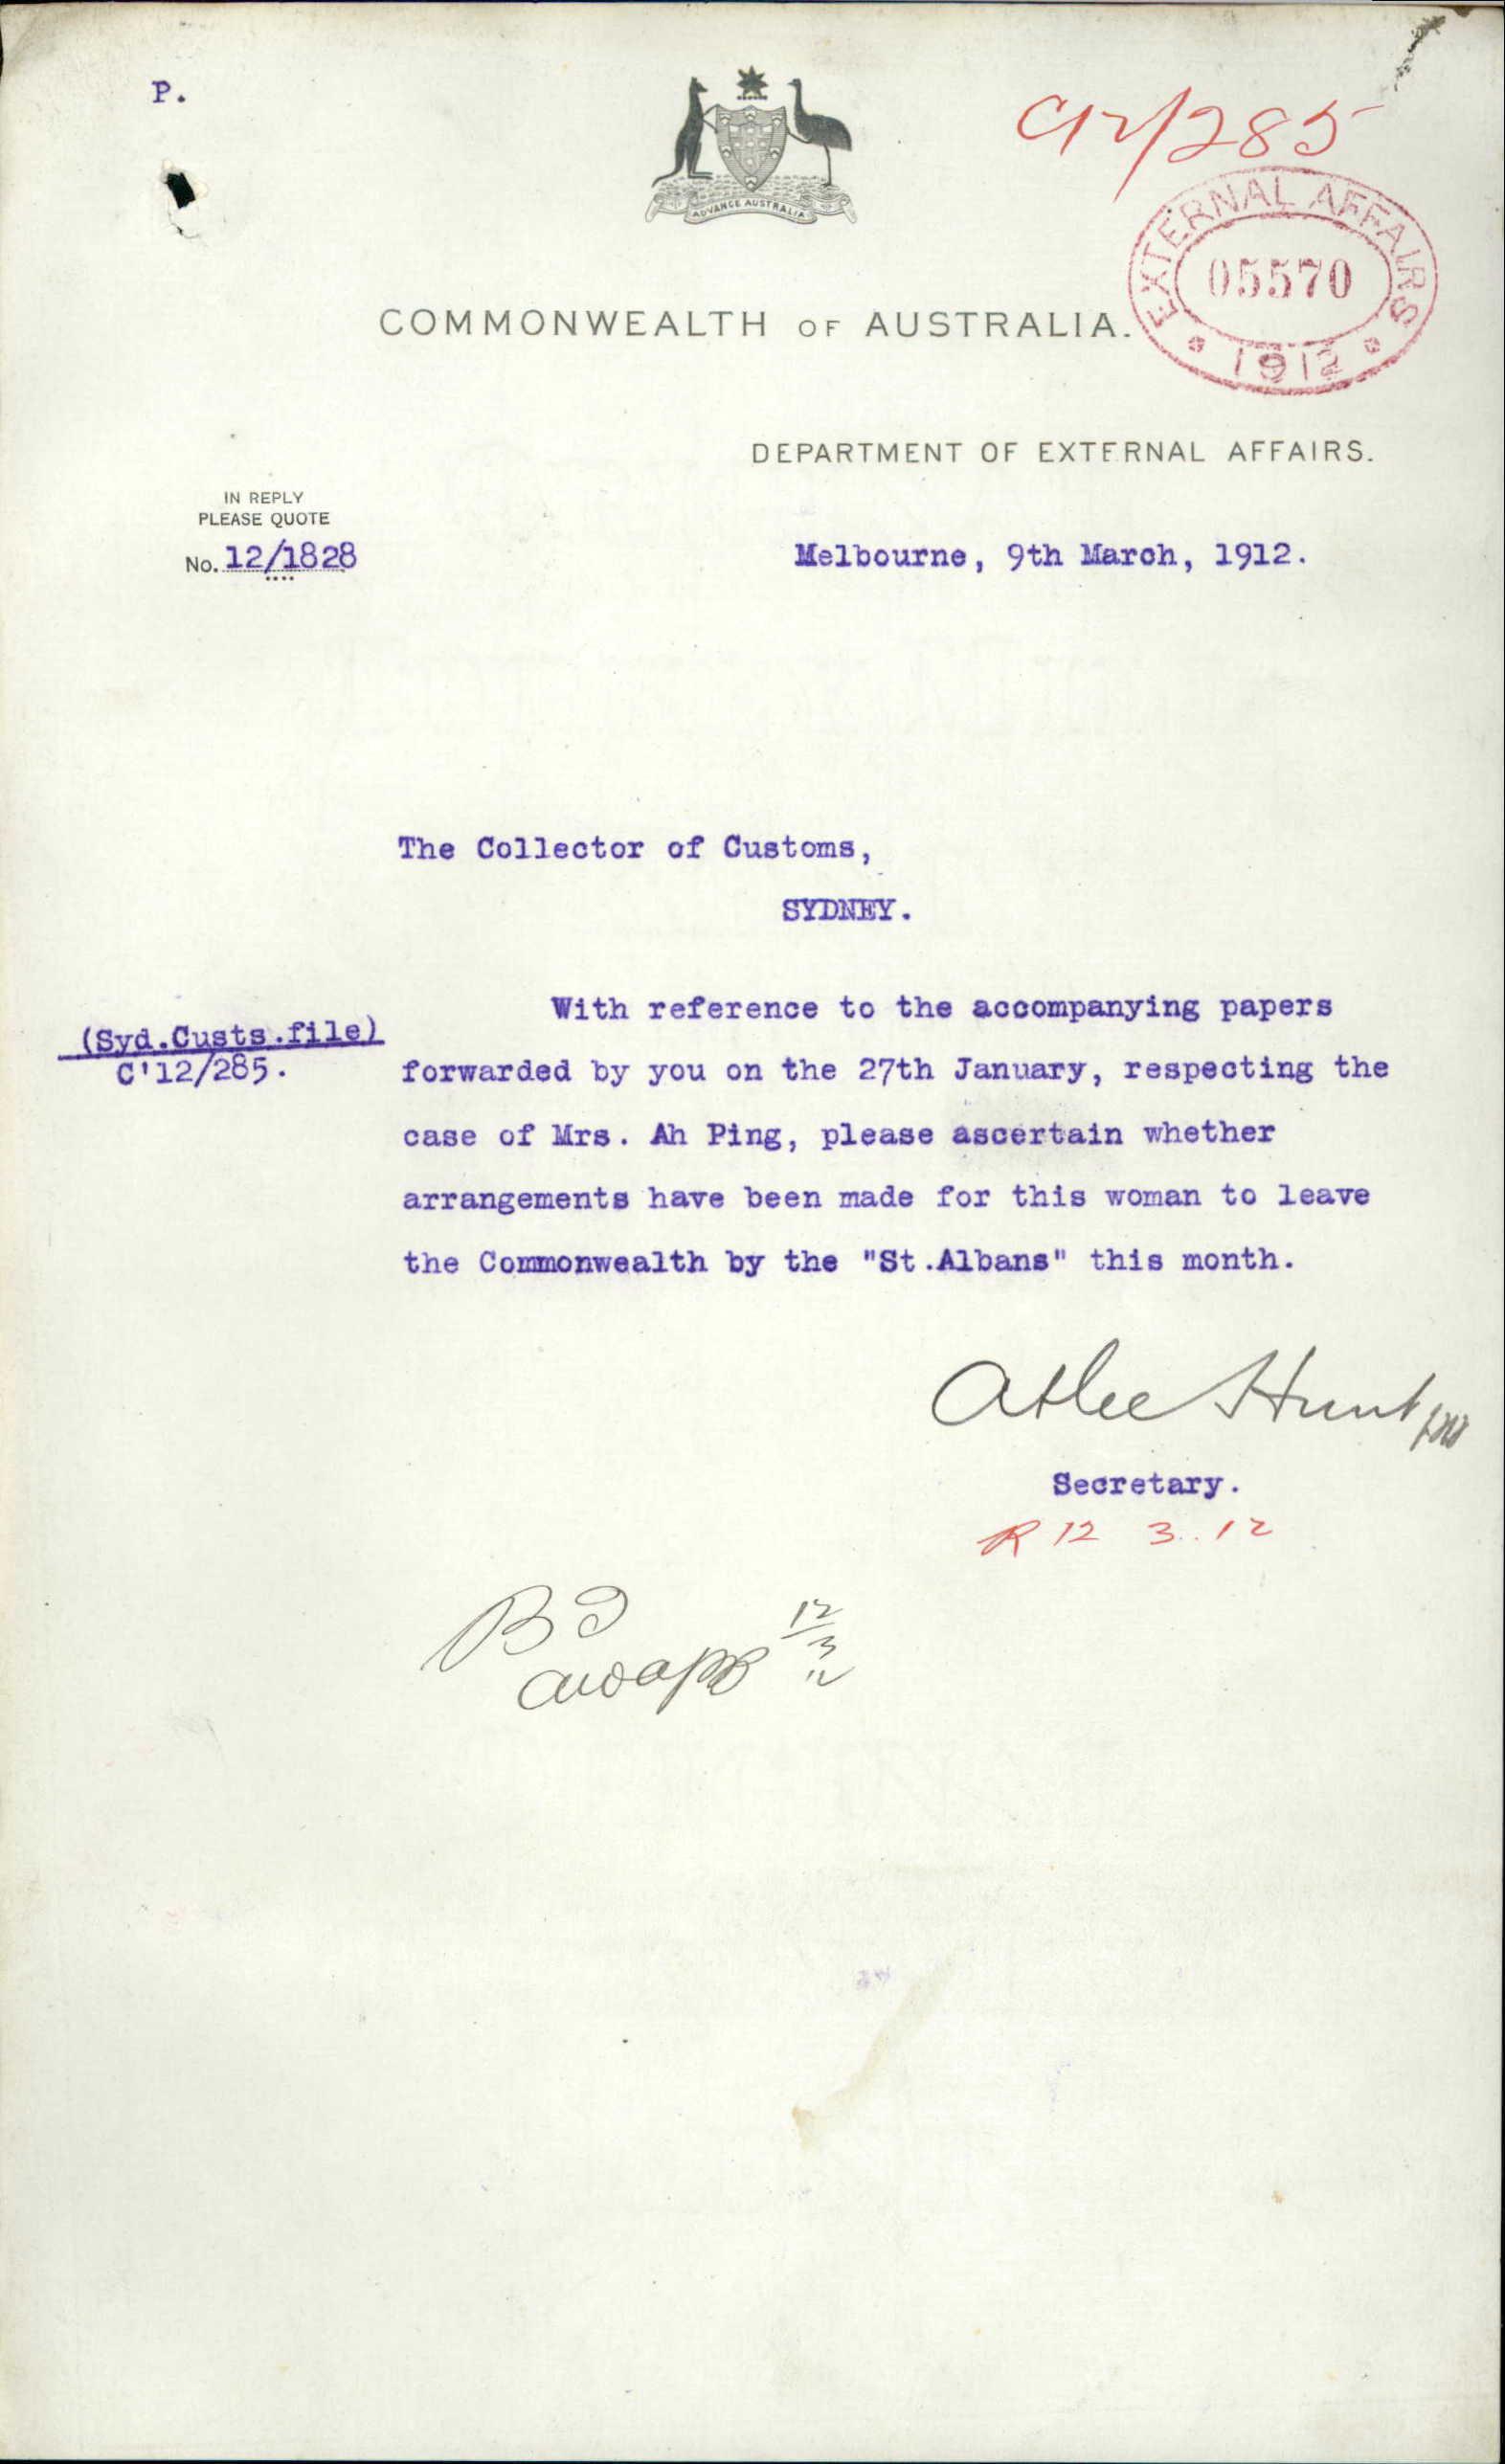 P.
C12/285
ADVANCE AUSTRALIA
EXTERNAL AFFAIRS
05570
1912
COMMONWEALTH OF AUSTRALIA.
DEPARTMENT OF EXTERNAL AFFAIRS.
IN REPLY
PLEASE QUOTE
No. 12/1828
Melbourne, 9th March, 1912.
The Collector of Customs,
SYDNEY.
(Syd.Custs.file)
C'12/285.
With reference to the accompanying papers
forwarded by you on the 27th January, respecting the
case of Mrs. Ah Ping, please ascertain whether
arrangements have been made for this woman to leave
the Commonwealth by the "St.Albans" this month.
Atlee Hunt
Secretary.
R 12 3. 12
12
3
12